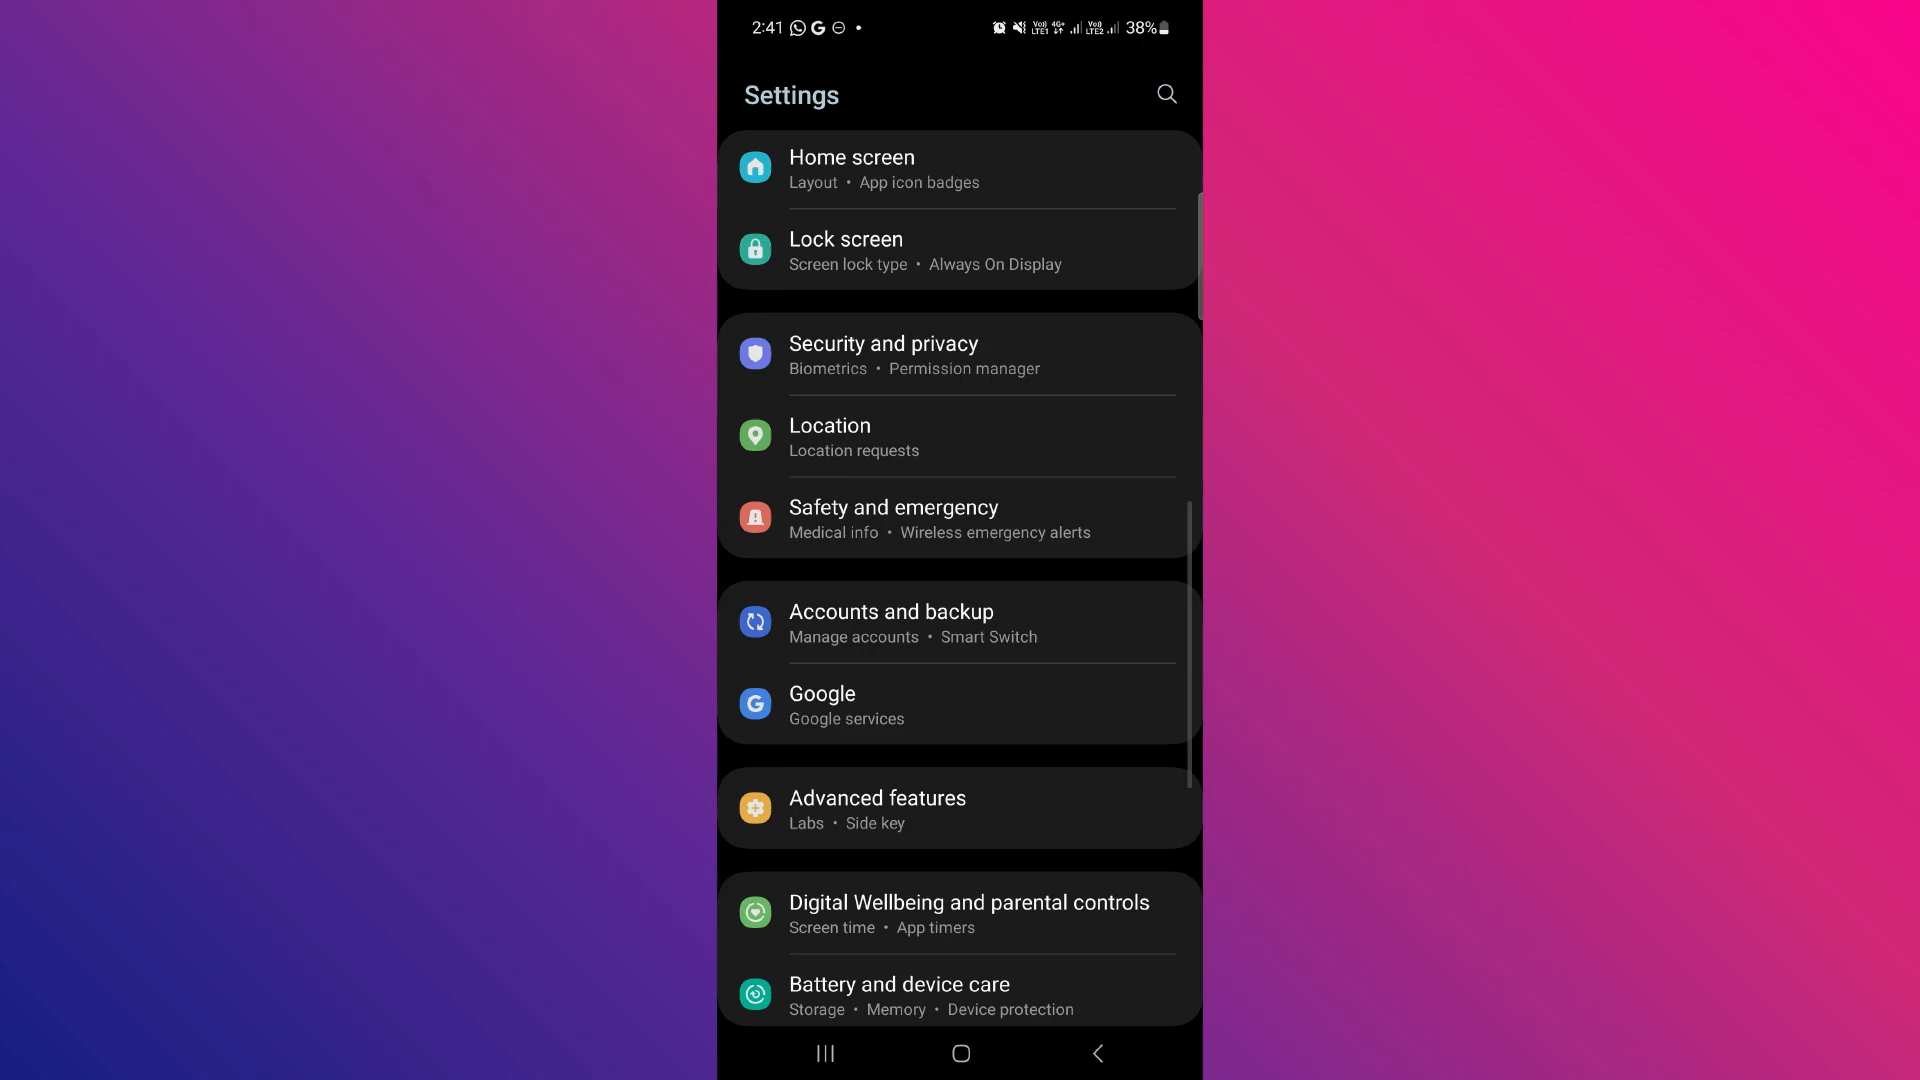 2:41 38%
Settings
Home screen
Layout • App icon badges
Lock screen
Screen lock type • Always On Display
Security and privacy
Biometrics • Permission manager
Location
Location requests
Safety and emergency
Medical info • Wireless emergency alerts
Accounts and backup
Manage accounts • Smart Switch
Google
Google services
Advanced features
Labs • Side key
Digital Wellbeing and parental controls
Screen time • App timers
Battery and device care
Storage • Memory • Device protection